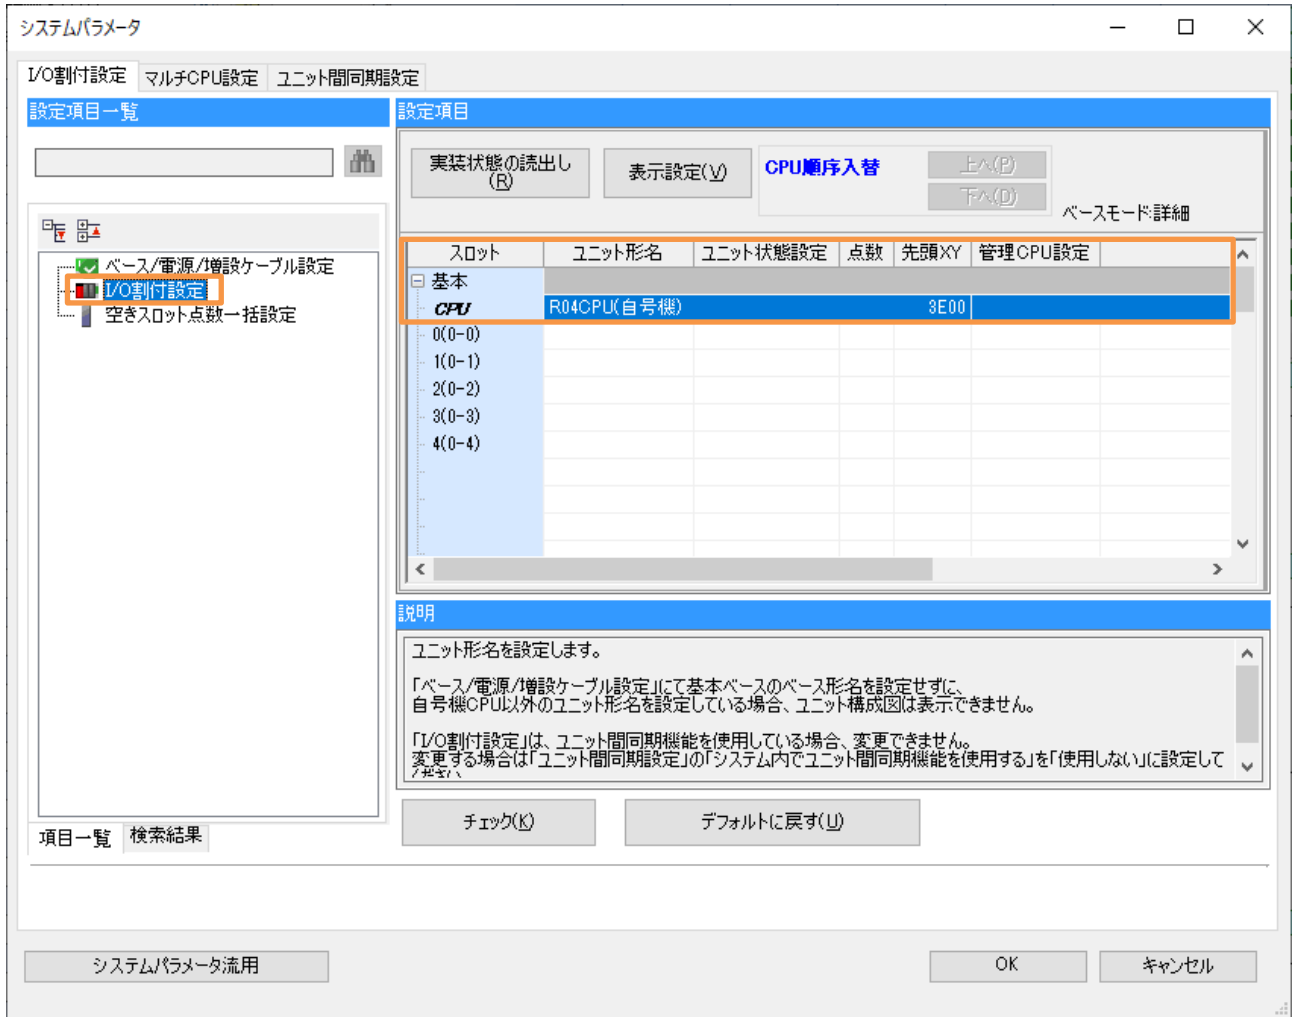 システムパラメータ
I/O割付設定 マルチCPU設定 ユニット間同期設定
設定項目一覧
ベース/電源/増設ケーブル設定
I/O割付設定
空きスロット点数一括設定
項目一覧 検索結果
設定項目
実装状態の読出し
(R)
表示設定(V)
CPU順序入替
上へ(P)
下へ(D)
ベースモード:詳細
スロット ユニット形名 ユニット状態設定 点数 先頭XY 管理CPU設定
基本
CPU R04CPU(自号機) 3E00
0(0-0)
1(0-1)
2(0-2)
3(0-3)
4(0-4)
説明
ユニット形名を設定します。
「ベース/電源/増設ケーブル設定」にて基本ベースのベース形名を設定せずに、
自号機CPU以外のユニット形名を設定している場合、ユニット構成図は表示できません。
「I/O割付設定」は、ユニット間同期機能を使用している場合、変更できません。
変更する場合は「ユニット間同期設定」の「システム内でユニット間同期機能を使用する」を「使用しない」に設定して
ください
チェック(K) デフォルトに戻す(U)
システムパラメータ流用 OK キャンセル